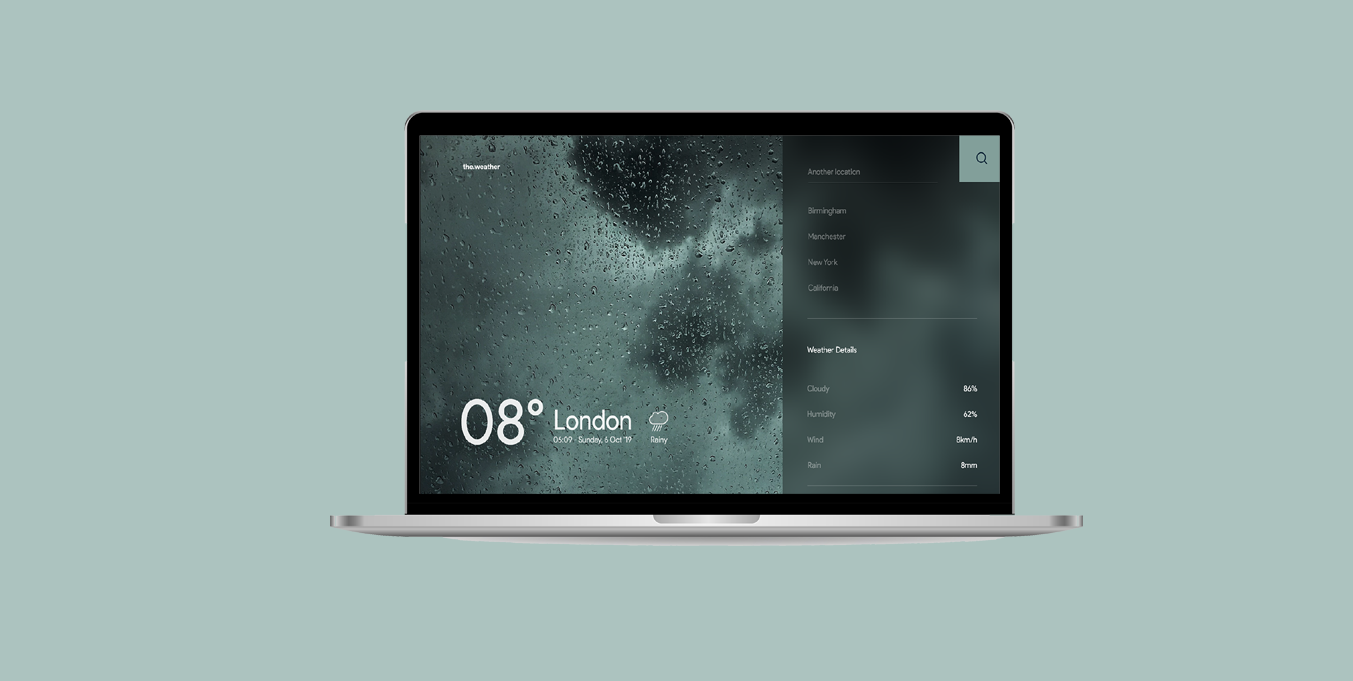 the.weather
08° London
05:09 - Sunday, 6 Oct '19
Rainy
Another location
Birmingham
Manchester
New York
California
Weather Details
Cloudy 86%
Humidity 62%
Wind 8km/h
Rain 8mm